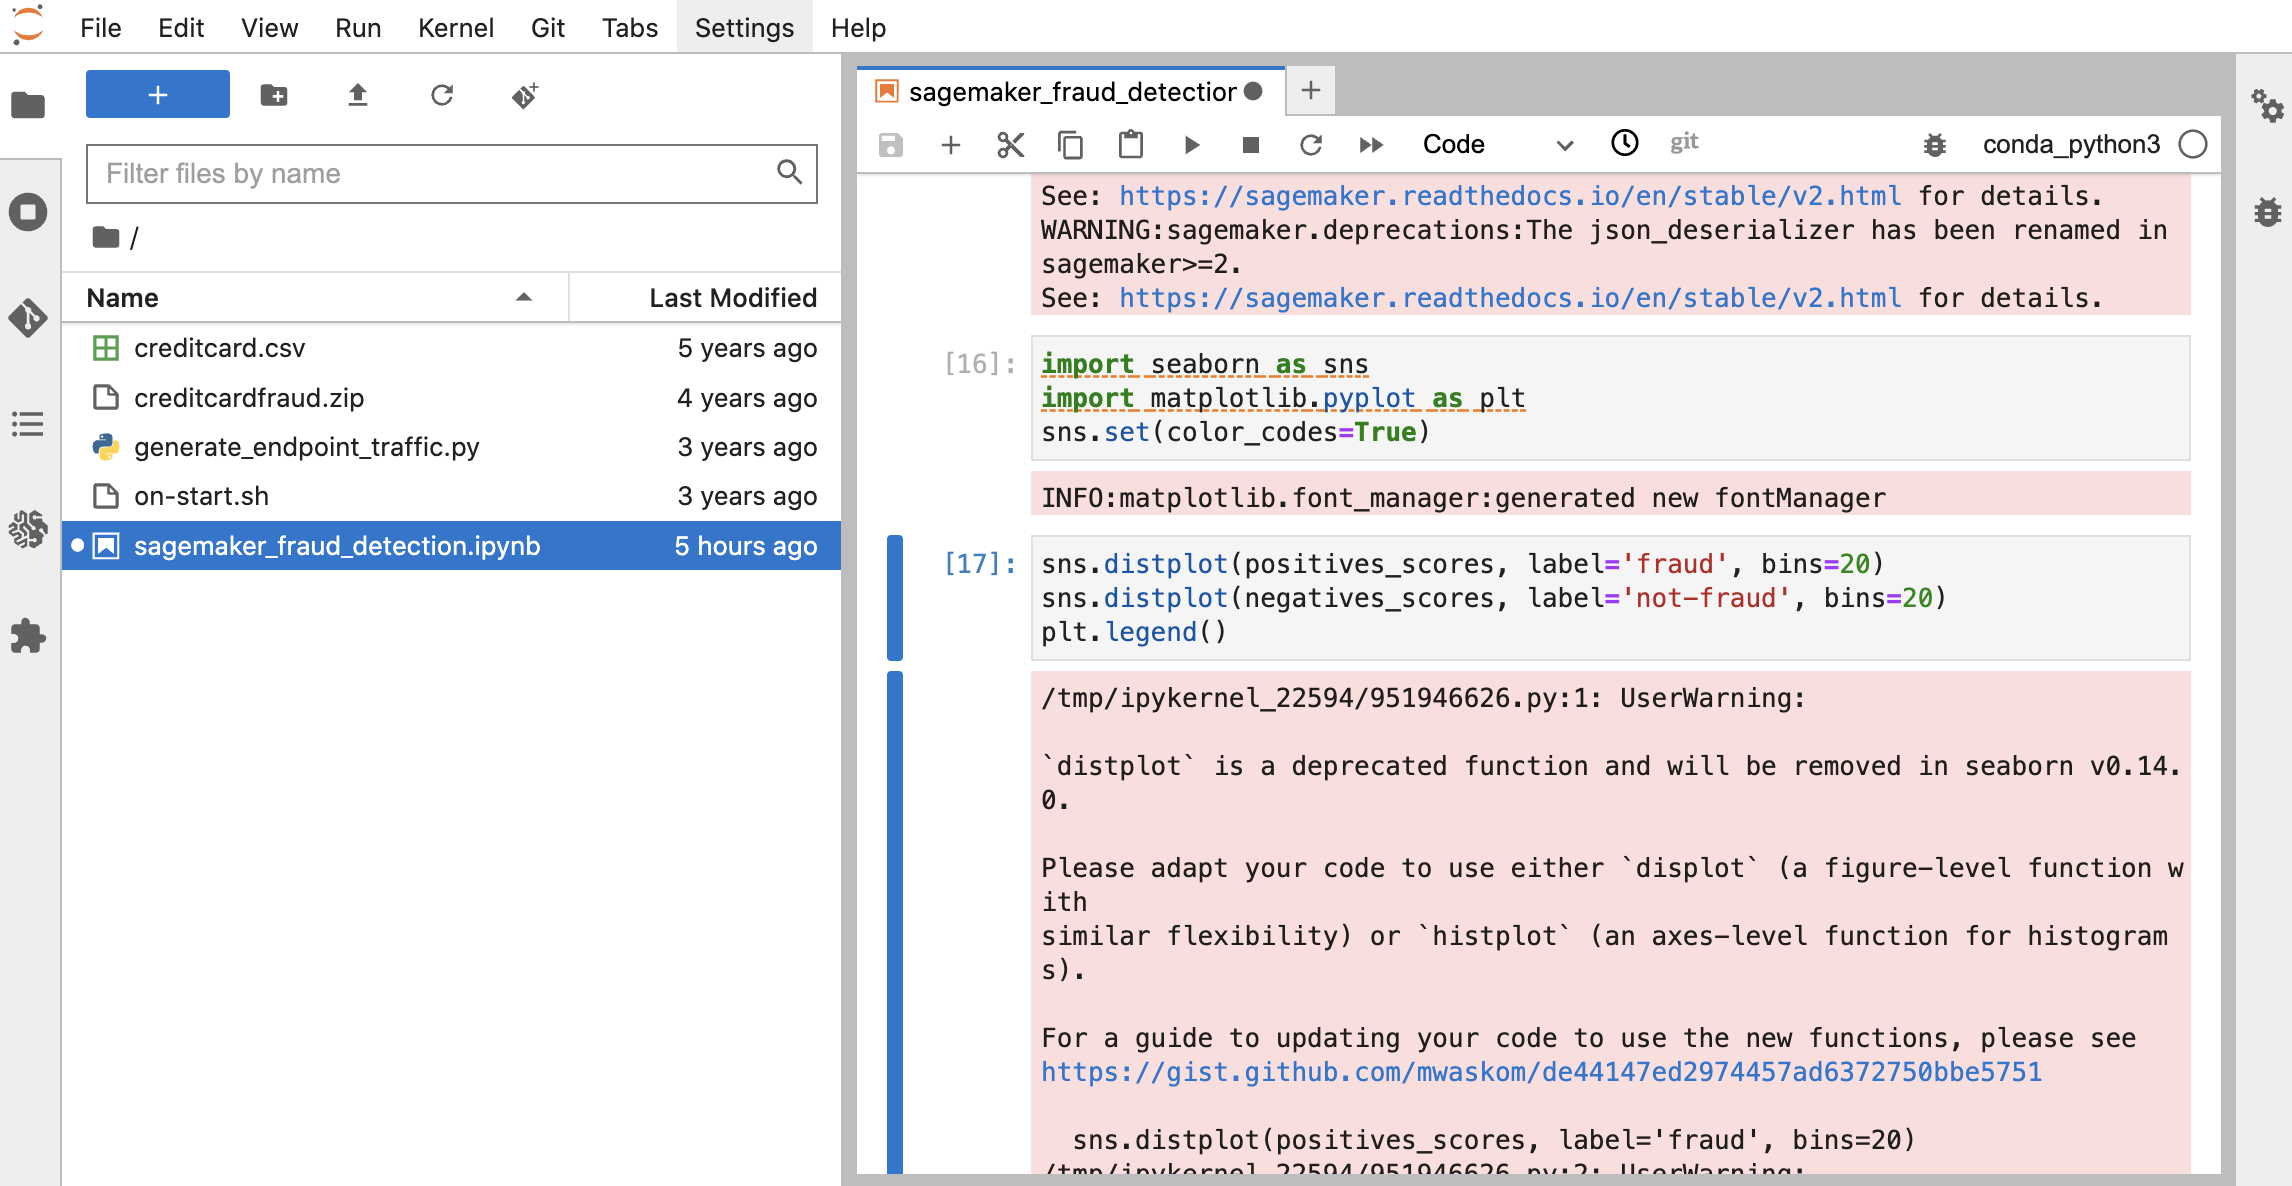 File Edit View Run Kernel Git Tabs Settings Help
+
Filter files by name
/
Name Last Modified
creditcard.csv 5 years ago
creditcardfraud.zip 4 years ago
generate_endpoint_traffic.py 3 years ago
on-start.sh 3 years ago
sagemaker_fraud_detection.ipynb 5 hours ago
sagemaker_fraud_detection
Code git conda_python3
See: https://sagemaker.readthedocs.io/en/stable/v2.html for details.
WARNING:sagemaker.deprecations:The json_deserializer has been renamed in
sagemaker>=2.
See: https://sagemaker.readthedocs.io/en/stable/v2.html for details.
[16]: import seaborn as sns
import matplotlib.pyplot as plt
sns.set(color_codes=True)
INFO:matplotlib.font_manager:generated new fontManager
[17]: sns.distplot(positives_scores, label='fraud', bins=20)
sns.distplot(negatives_scores, label='not-fraud', bins=20)
plt.legend()
/tmp/ipykernel_22594/951946626.py:1: UserWarning:
`distplot` is a deprecated function and will be removed in seaborn v0.14.
0.
Please adapt your code to use either `displot` (a figure-level function w
ith
similar flexibility) or `histplot` (an axes-level function for histogram
s).
For a guide to updating your code to use the new functions, please see
https://gist.github.com/mwaskom/de44147ed2974457ad6372750bbe5751
sns.distplot(positives_scores, label='fraud', bins=20)
/tmp/ipykernel_22594/951946626.py:2: UserWarning: